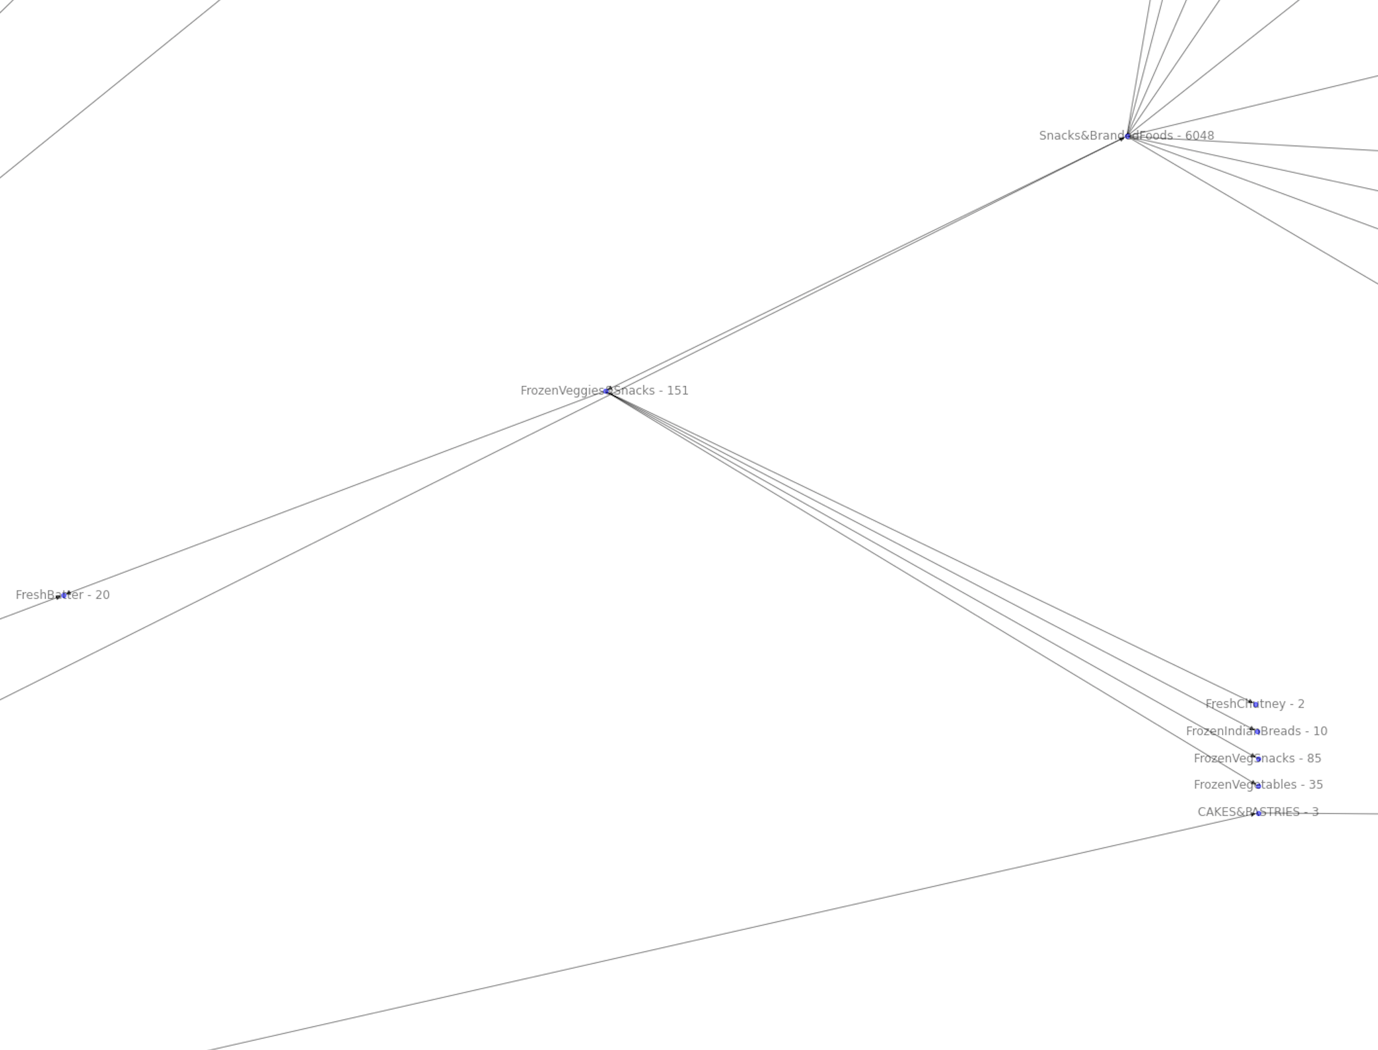 Snacks&BrandedFoods - 6048
FrozenVeggies&Snacks - 151
FreshBatter - 20
FreshChutney - 2
FrozenIndianBreads - 10
FrozenVegSnacks - 85
FrozenVegetables - 35
CAKES&PASTRIES - 3